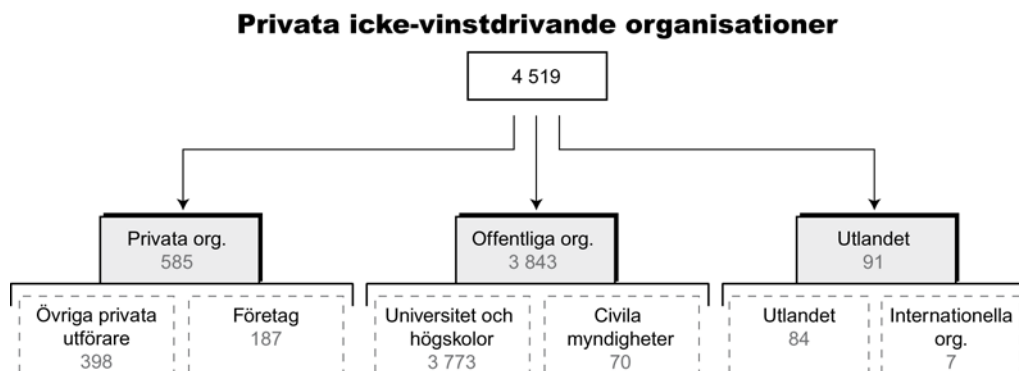 Privata icke-vinstdrivande organisationer
4 519
Privata org.
585
Offentliga org.
3 843
Utlandet
91
Övriga privata
utförare
398
Företag
187
Universitet och
högskolor
3 773
Civila
myndigheter
70
Utlandet
84
Internationella
org.
7